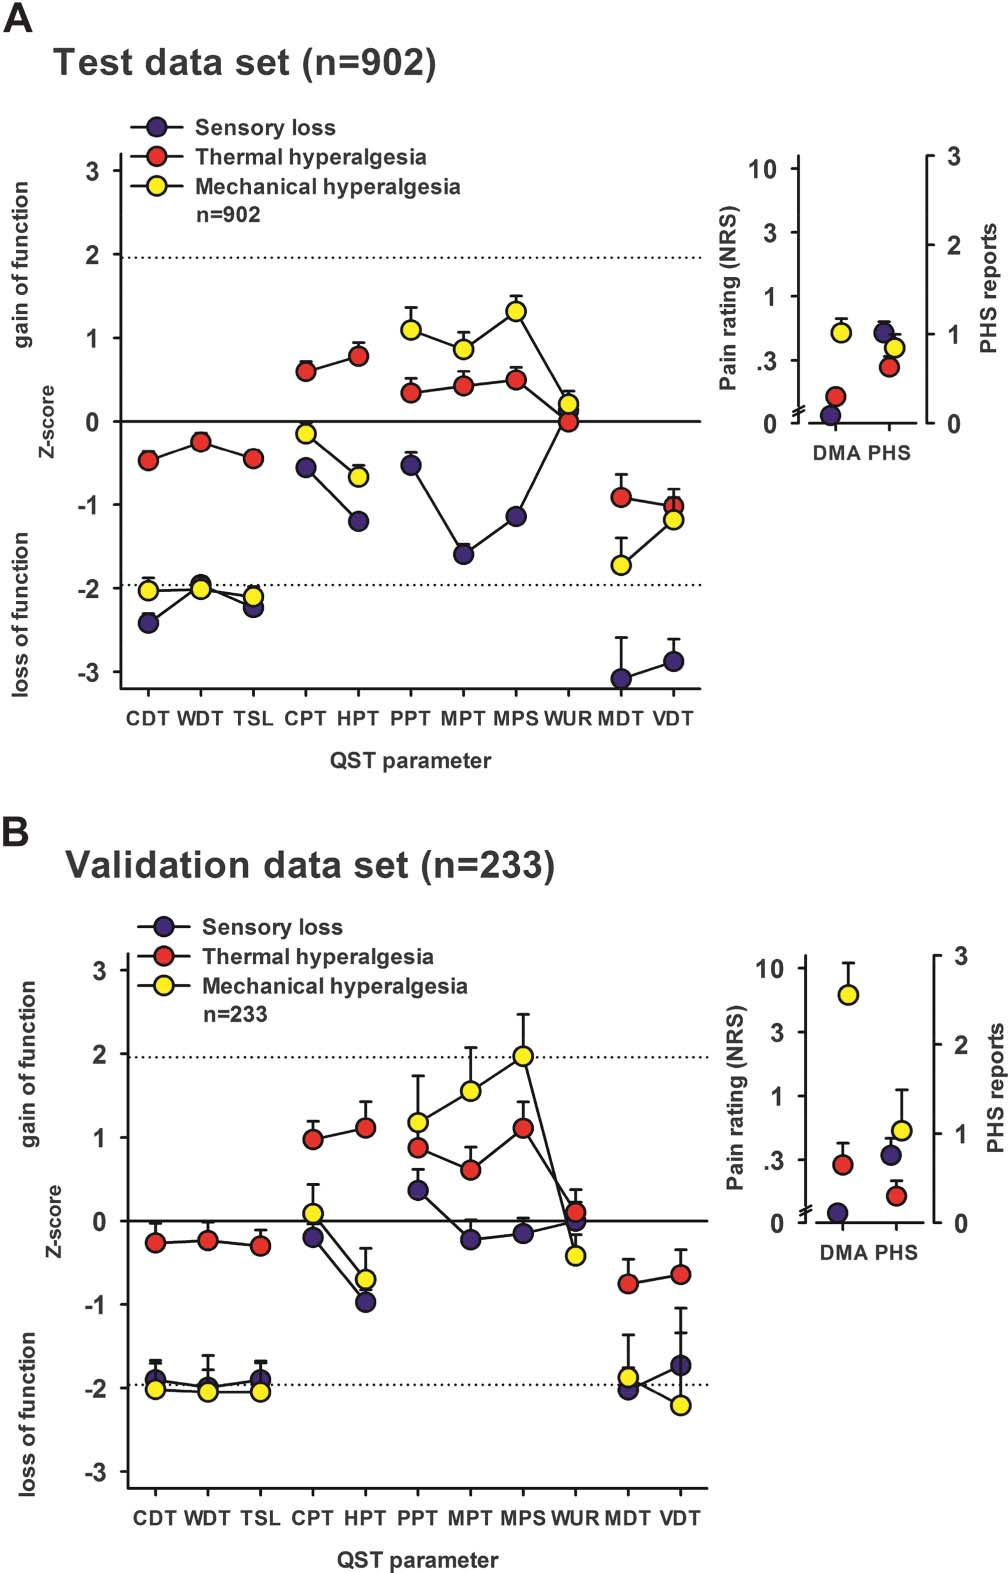 A
Test data set (n=902)
Sensory loss
Thermal hyperalgesia
Mechanical hyperalgesia
n=902
gain of function
Z-score
loss of function
3
2
1
0
-1
-2
-3
CDT WDT TSL CPT HPT PPT MPT MPS WUR MDT VDT
QST parameter
Pain rating (NRS)
10
3
1
.3
0
DMA PHS
3
2
1
0
PHS reports
B
Validation data set (n=233)
Sensory loss
Thermal hyperalgesia
Mechanical hyperalgesia
n=233
gain of function
Z-score
loss of function
3
2
1
0
-1
-2
-3
CDT WDT TSL CPT HPT PPT MPT MPS WUR MDT VDT
QST parameter
Pain rating (NRS)
10
3
1
.3
0
DMA PHS
3
2
1
0
PHS reports